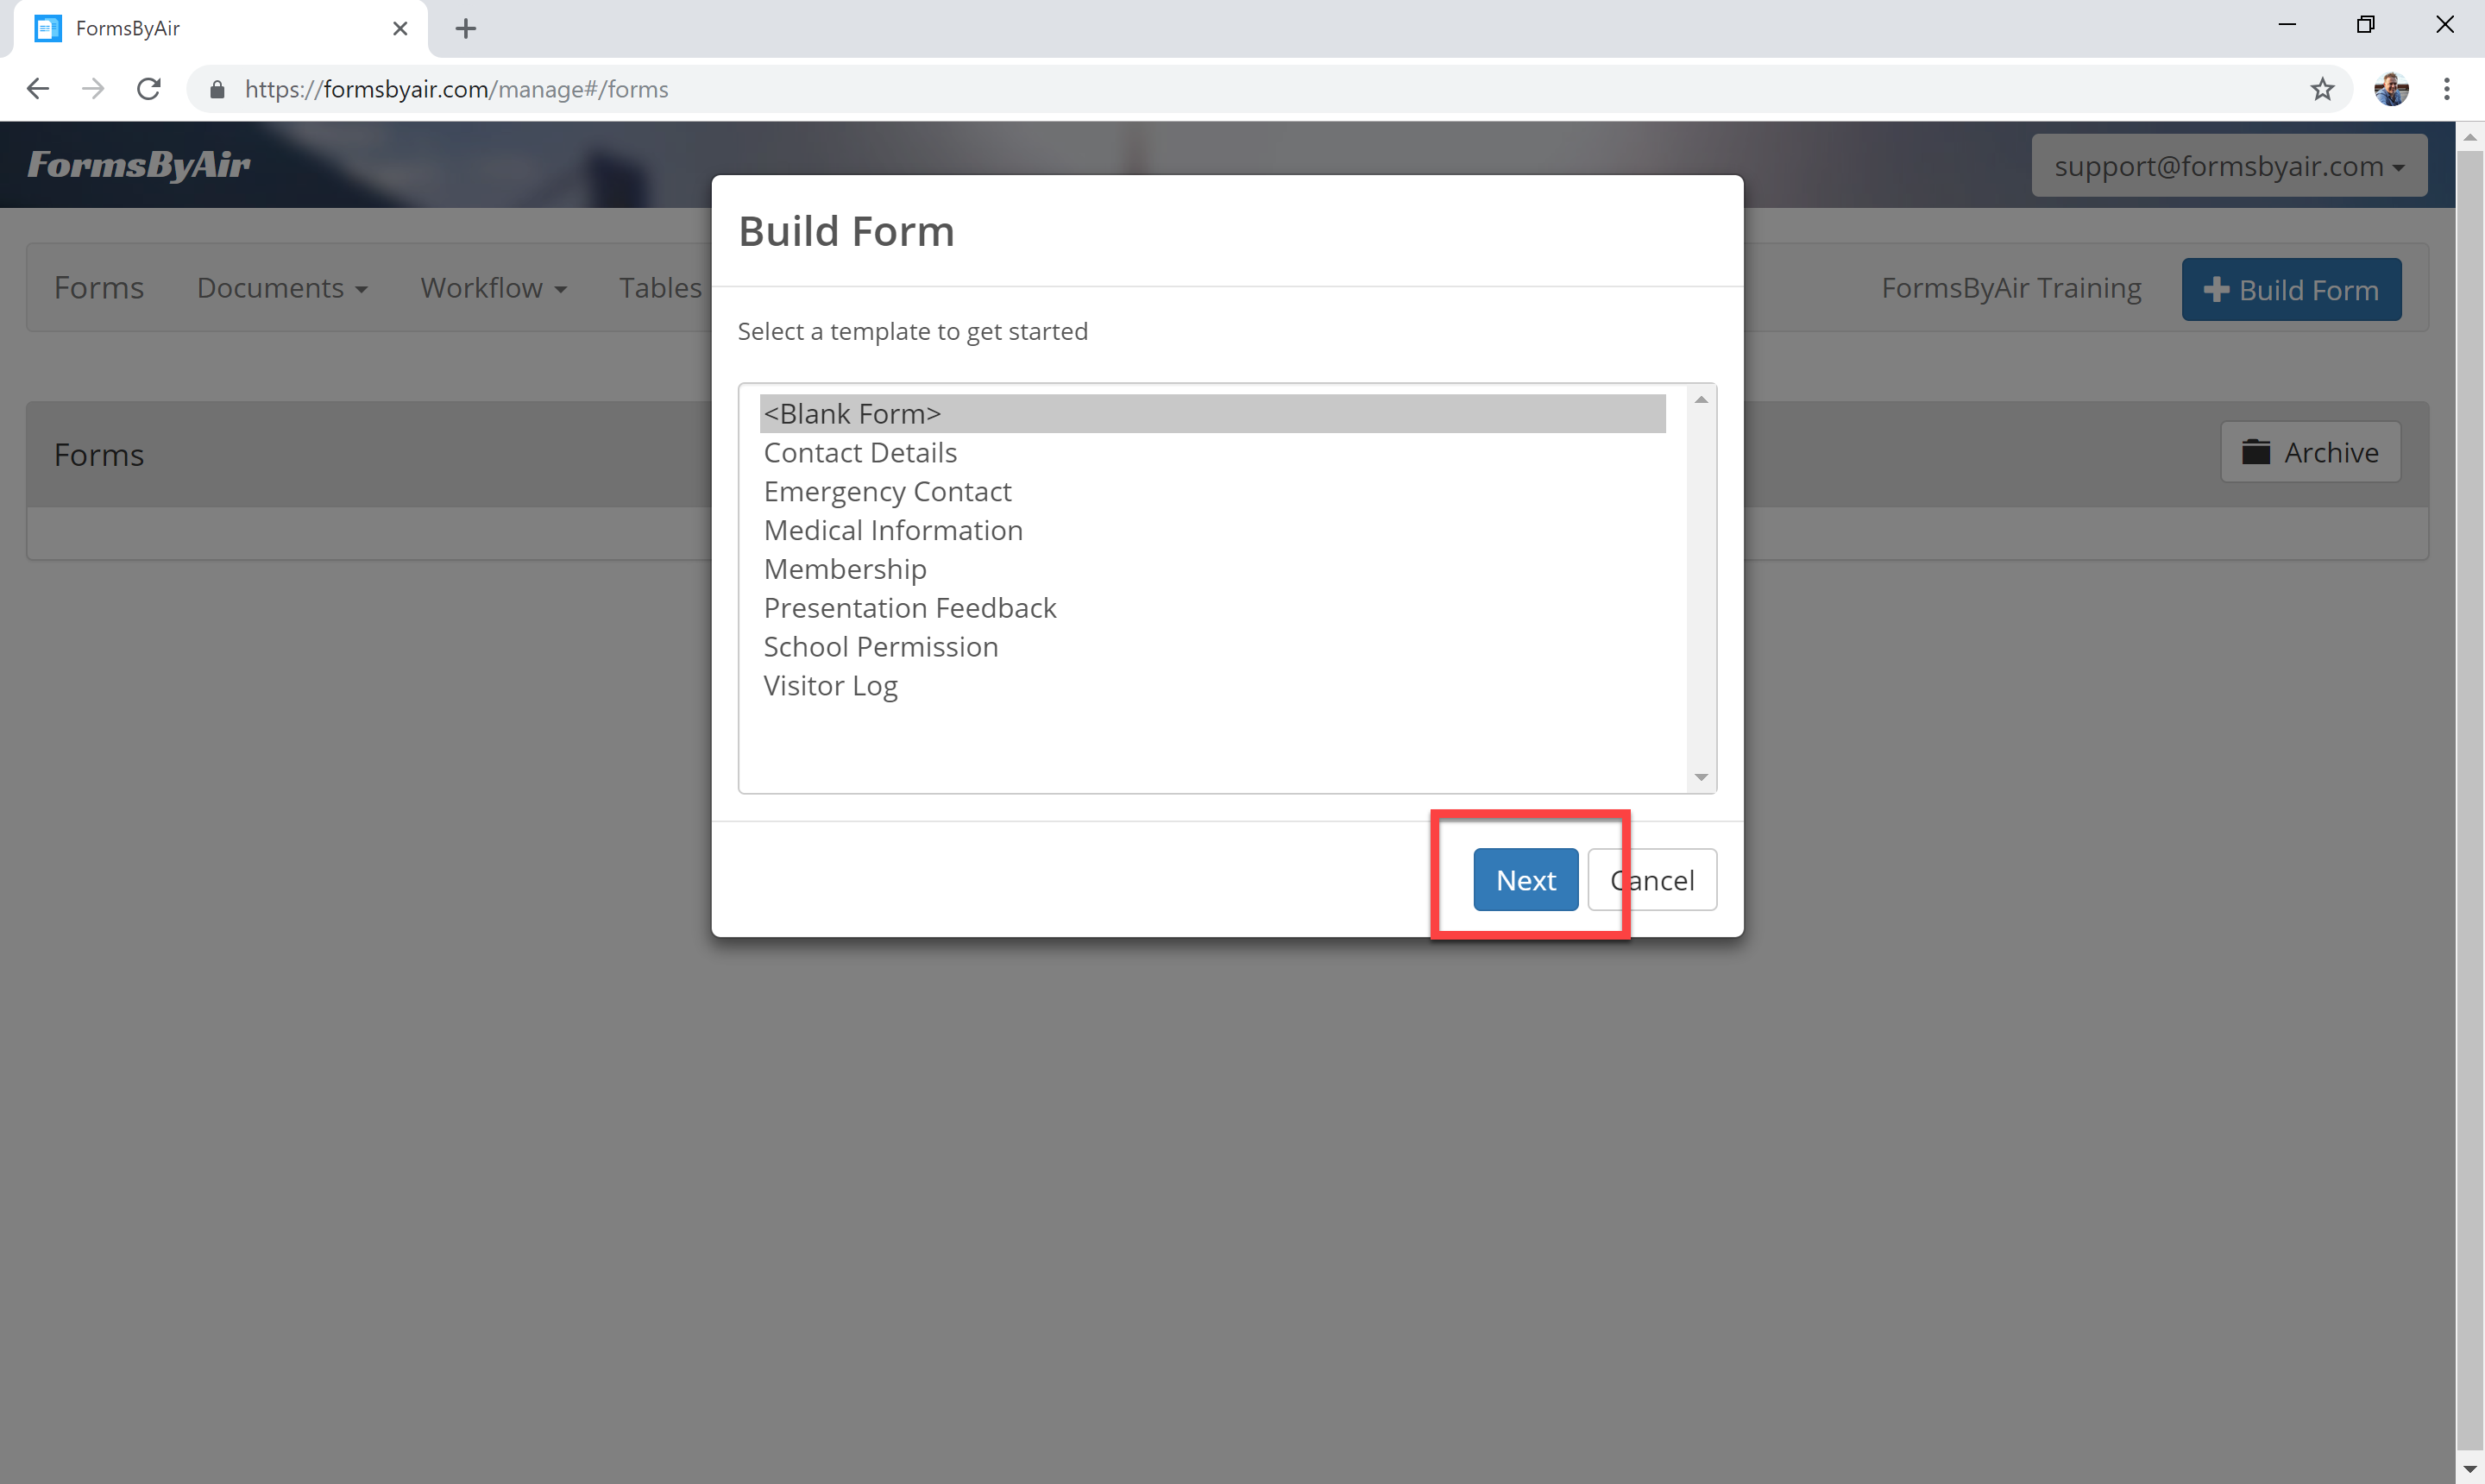 FormsByAir
https://formsbyair.com/manage#/forms
FormsByAir
support@formsbyair.com
Build Form
Forms Documents Workflow Tables
FormsByAir Training
Build Form
Select a template to get started
<Blank Form>
Contact Details
Emergency Contact
Medical Information
Membership
Presentation Feedback
School Permission
Visitor Log
Forms
Archive
Next
Cancel